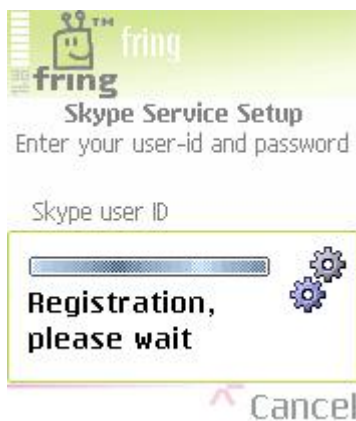 TM
fring
fring
Skype Service Setup
Enter your user-id and password
Skype user ID
Registration,
please wait
Cancel